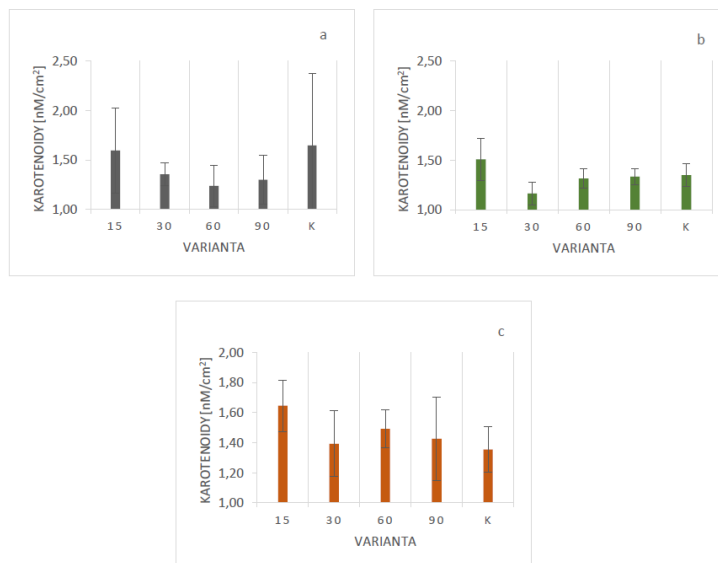 a
2,50
2,00
1,50
1,00
KAROTENOIDY [nM/cm²]
15 30 60 90 K
VARIANTA
b
2,50
2,00
1,50
1,00
KAROTENOIDY [nM/cm²]
15 30 60 90 K
VARIANTA
c
2,00
1,80
1,60
1,40
1,20
1,00
KAROTENOIDY [nM/cm²]
15 30 60 90 K
VARIANTA